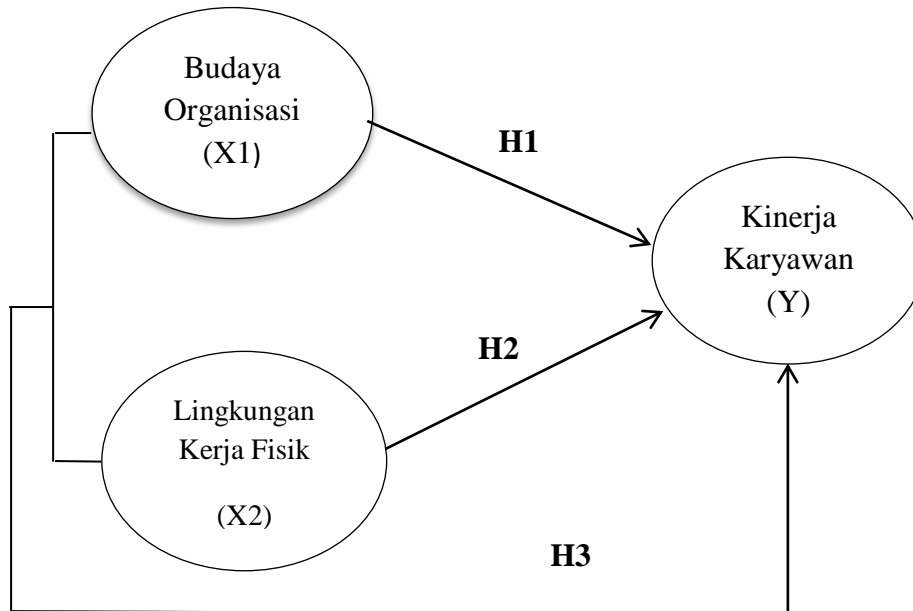 Budaya
Organisasi
(X1)
H1
Kinerja
Karyawan
(Y)
H2
Lingkungan
Kerja Fisik
(X2)
H3